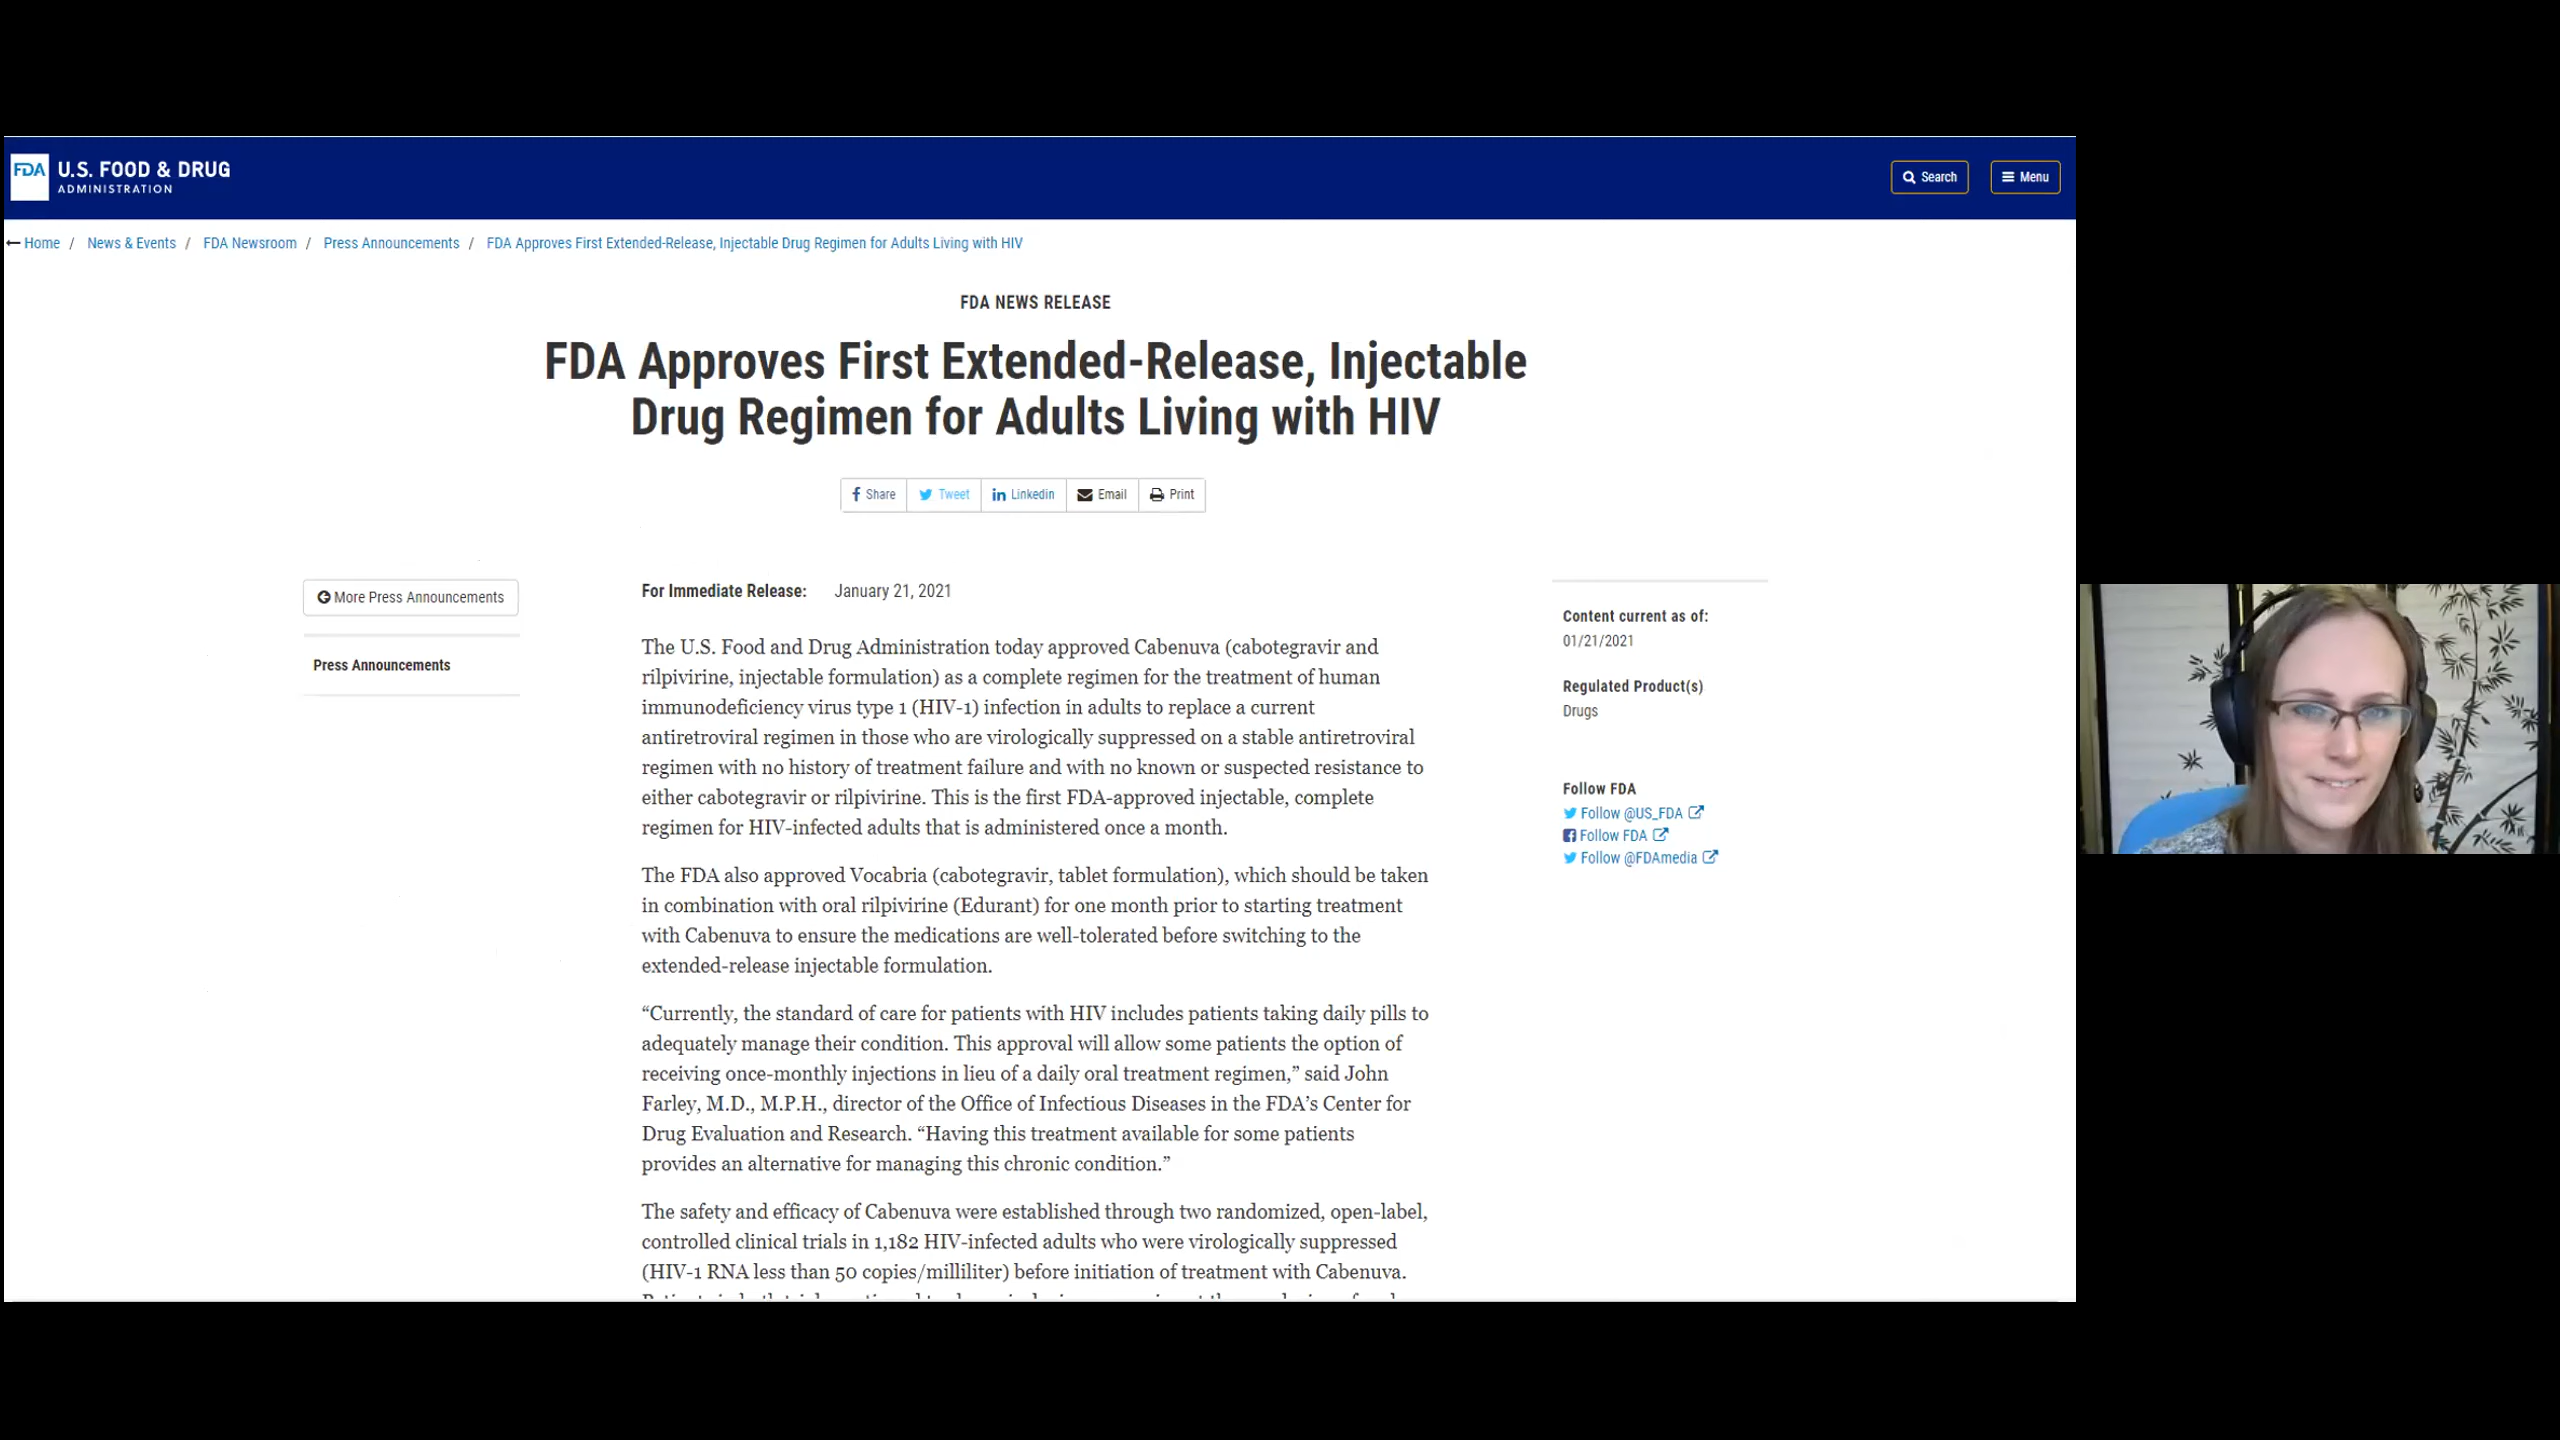 FDA U.S. FOOD & DRUG
ADMINISTRATION
Search
Menu
Home / News & Events / FDA Newsroom / Press Announcements / FDA Approves First Extended-Release, Injectable Drug Regimen for Adults Living with HIV
FDA NEWS RELEASE
FDA Approves First Extended-Release, Injectable
Drug Regimen for Adults Living with HIV
Share Tweet Linkedin Email Print
More Press Announcements
Press Announcements
For Immediate Release: January 21, 2021
The U.S. Food and Drug Administration today approved Cabenuva (cabotegravir and
rilpivirine, injectable formulation) as a complete regimen for the treatment of human
immunodeficiency virus type 1 (HIV-1) infection in adults to replace a current
antiretroviral regimen in those who are virologically suppressed on a stable antiretroviral
regimen with no history of treatment failure and with no known or suspected resistance to
either cabotegravir or rilpivirine. This is the first FDA-approved injectable, complete
regimen for HIV-infected adults that is administered once a month.
The FDA also approved Vocabria (cabotegravir, tablet formulation), which should be taken
in combination with oral rilpivirine (Edurant) for one month prior to starting treatment
with Cabenuva to ensure the medications are well-tolerated before switching to the
extended-release injectable formulation.
“Currently, the standard of care for patients with HIV includes patients taking daily pills to
adequately manage their condition. This approval will allow some patients the option of
receiving once-monthly injections in lieu of a daily oral treatment regimen,” said John
Farley, M.D., M.P.H., director of the Office of Infectious Diseases in the FDA’s Center for
Drug Evaluation and Research. “Having this treatment available for some patients
provides an alternative for managing this chronic condition.”
The safety and efficacy of Cabenuva were established through two randomized, open-label,
controlled clinical trials in 1,182 HIV-infected adults who were virologically suppressed
(HIV-1 RNA less than 50 copies/milliliter) before initiation of treatment with Cabenuva.
Content current as of:
01/21/2021
Regulated Product(s)
Drugs
Follow FDA
Follow @US_FDA
Follow FDA
Follow @FDAmedia